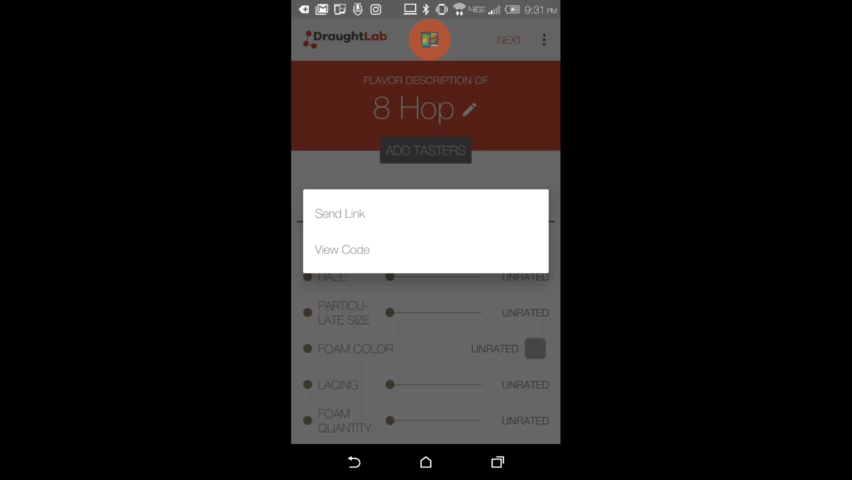 4G 9:31 PM
DraughtLab
NEXT
FLAVOR DESCRIPTION OF
8 Hop
ADD TASTERS
Send Link
View Code
HAZE UNRATED
PARTICU-
LATE SIZE UNRATED
FOAM COLOR UNRATED
LACING UNRATED
FOAM
QUANTITY UNRATED